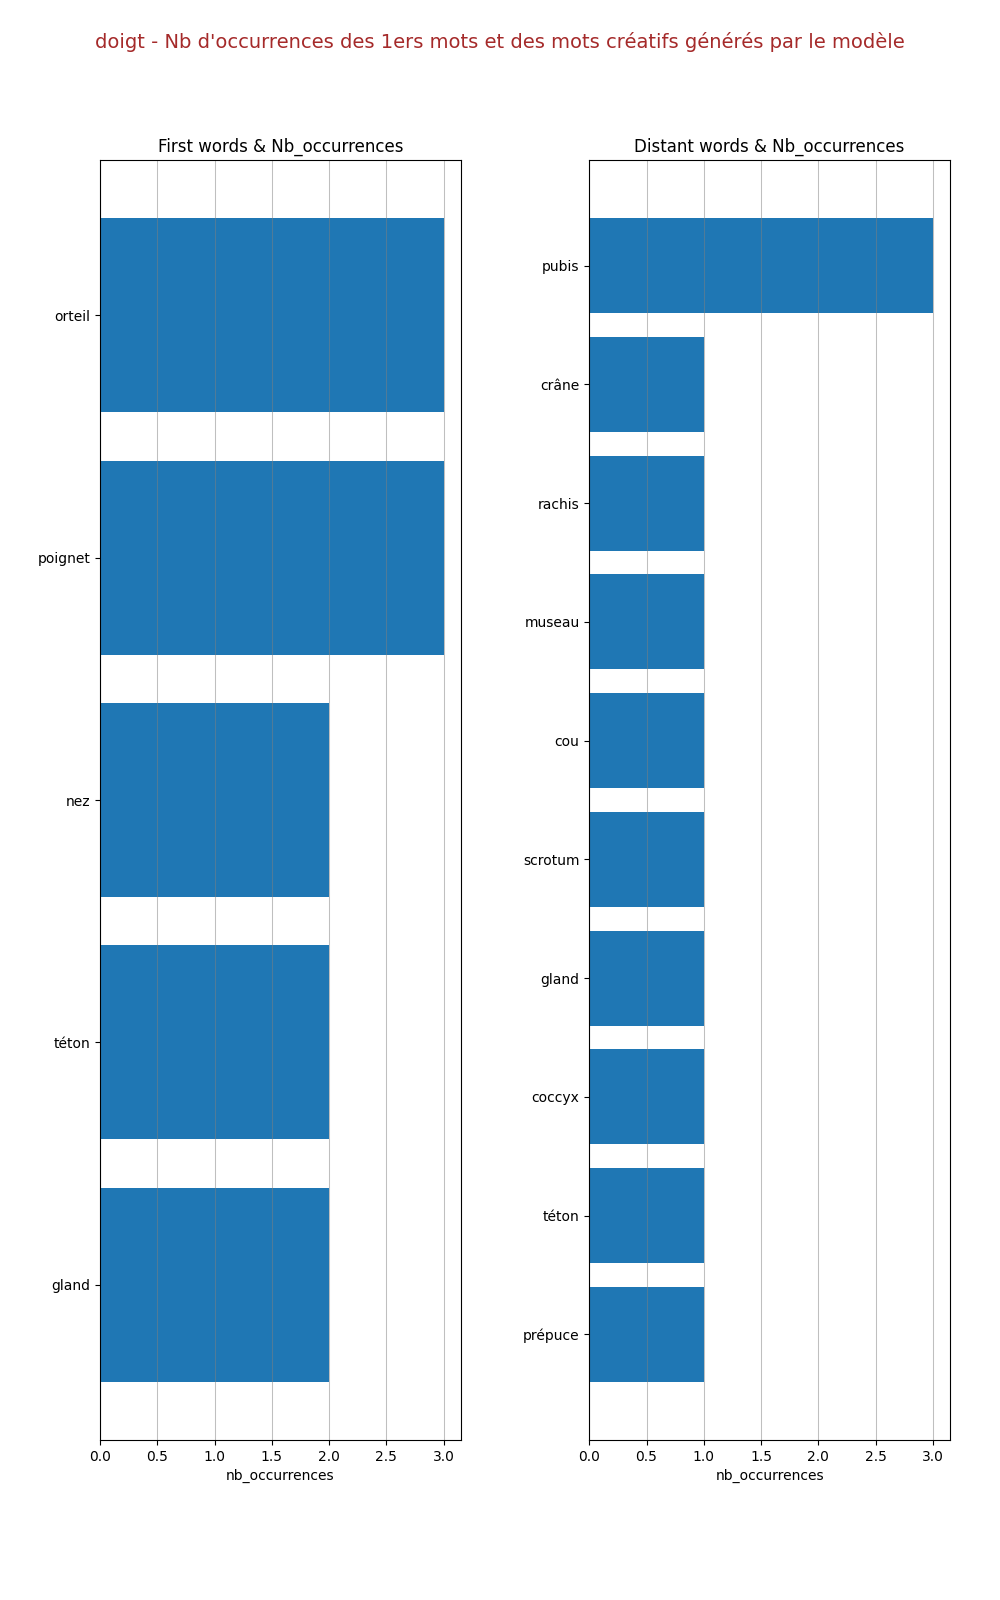 doigt - Nb d'occurrences des 1ers mots et des mots créatifs générés par le modèle
First words & Nb_occurrences
orteil
poignet
nez
téton
gland
0.0 0.5 1.0 1.5 2.0 2.5 3.0
nb_occurrences
Distant words & Nb_occurrences
pubis
crâne
rachis
museau
cou
scrotum
gland
coccyx
téton
prépuce
0.0 0.5 1.0 1.5 2.0 2.5 3.0
nb_occurrences